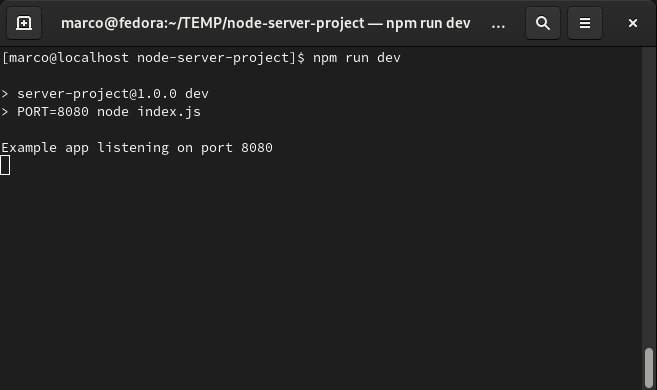 marco@fedora:~/TEMP/node-server-project — npm run dev ...
[marco@localhost node-server-project]$ npm run dev
> server-project@1.0.0 dev
> PORT=8080 node index.js
Example app listening on port 8080